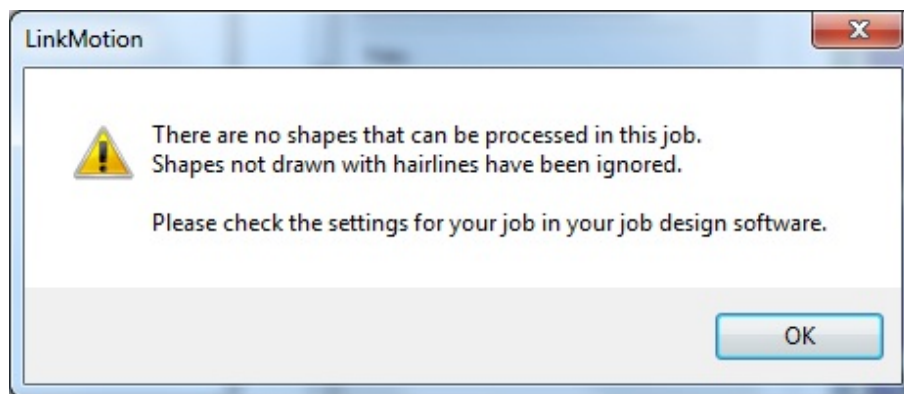 LinkMotion
There are no shapes that can be processed in this job.
Shapes not drawn with hairlines have been ignored.
Please check the settings for your job in your job design software.
OK